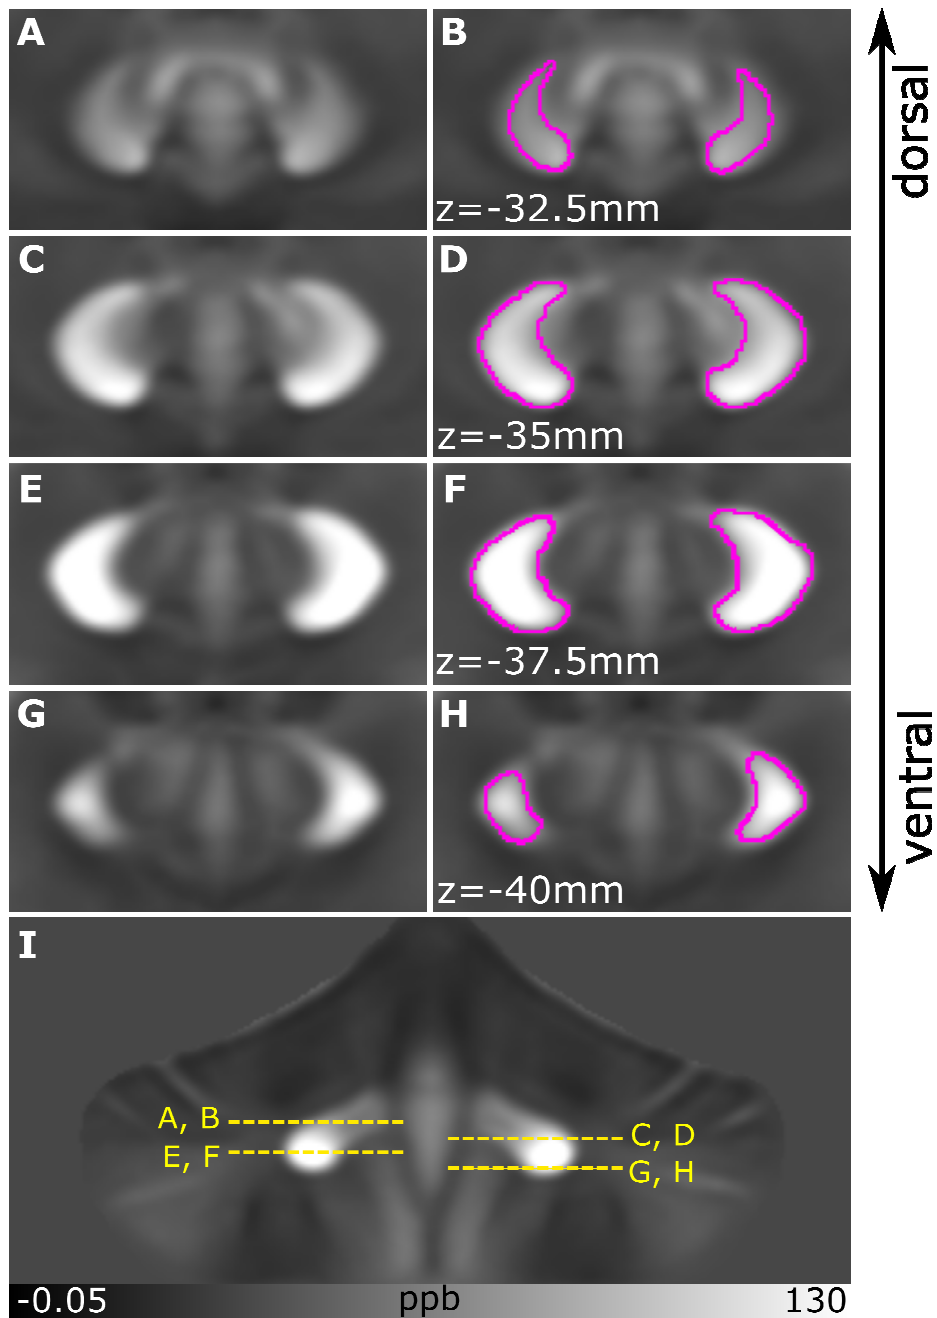 A
B
z=-32.5mm
dorsal
C
D
z=-35mm
E
F
z=-37.5mm
G
H
z=-40mm
ventral
I
A, B
C, D
E, F
G, H
-0.05 ppb 130